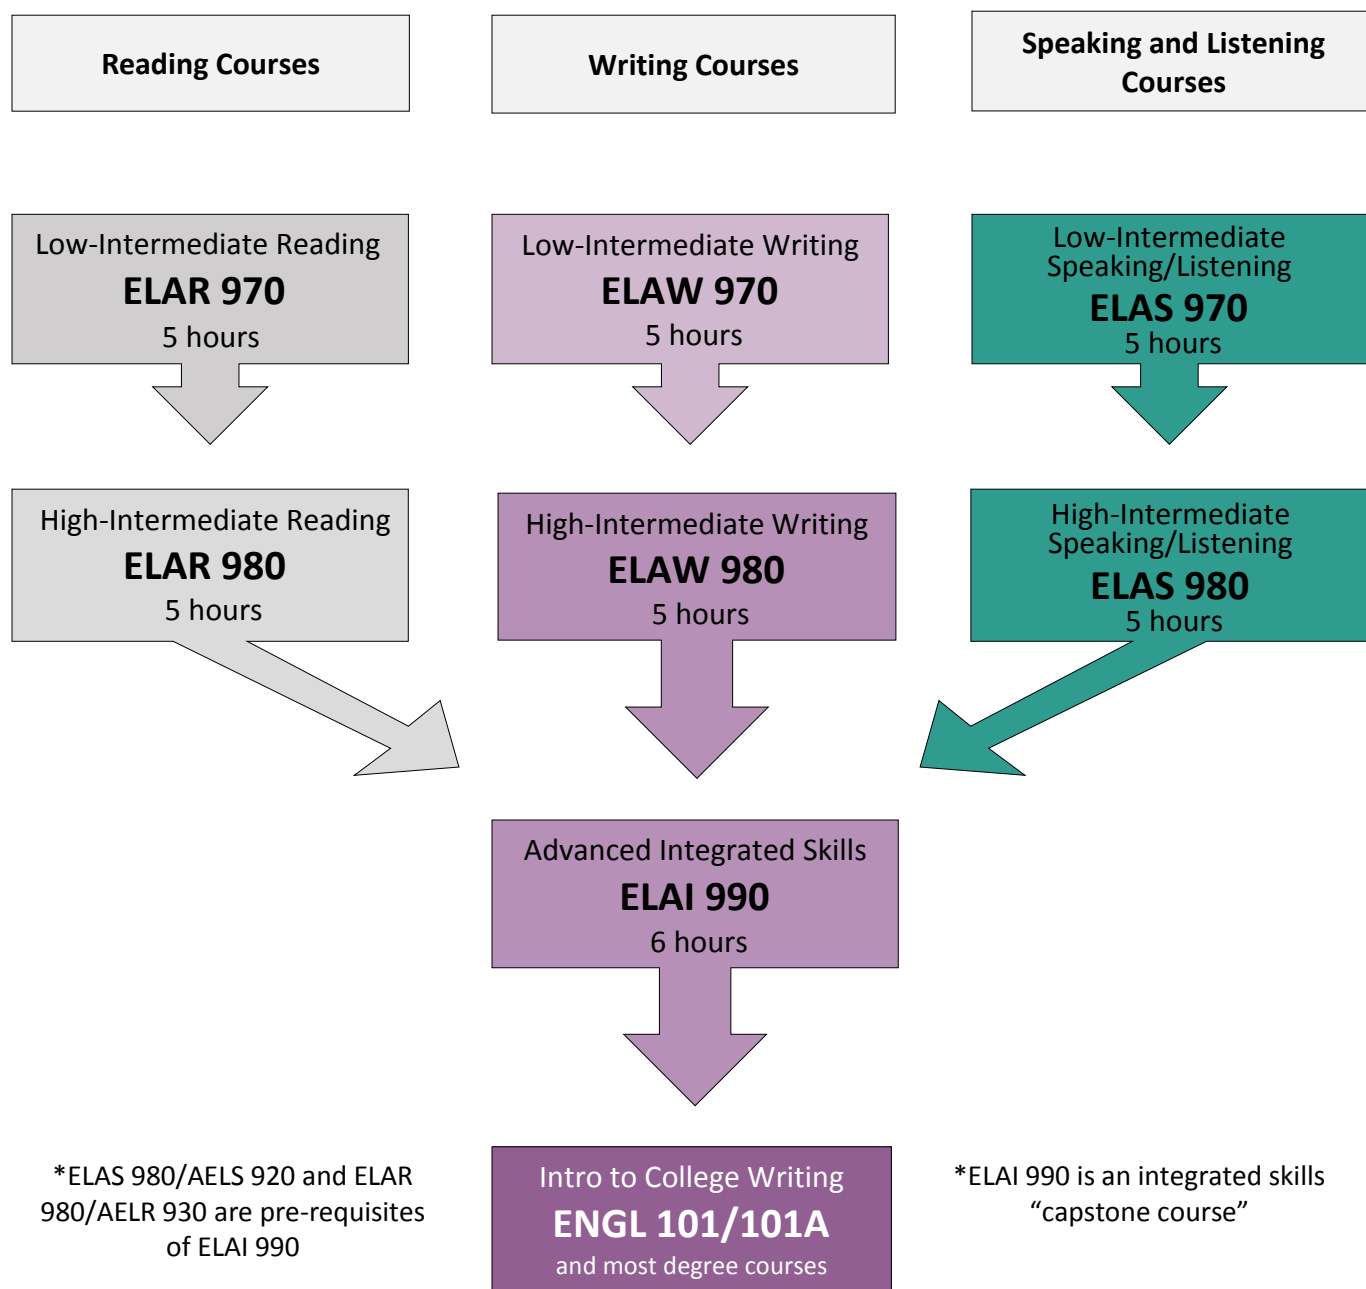 Reading Courses
Writing Courses
Speaking and Listening
Courses
Low-Intermediate Reading
ELAR 970
5 hours
Low-Intermediate Writing
ELAW 970
5 hours
Low-Intermediate
Speaking/Listening
ELAS 970
5 hours
High-Intermediate Reading
ELAR 980
5 hours
High-Intermediate Writing
ELAW 980
5 hours
High-Intermediate
Speaking/Listening
ELAS 980
5 hours
Advanced Integrated Skills
ELAI 990
6 hours
*ELAS 980/AELS 920 and ELAR
980/AELR 930 are pre-requisites
of ELAI 990
Intro to College Writing
ENGL 101/101A
and most degree courses
*ELAI 990 is an integrated skills
“capstone course”